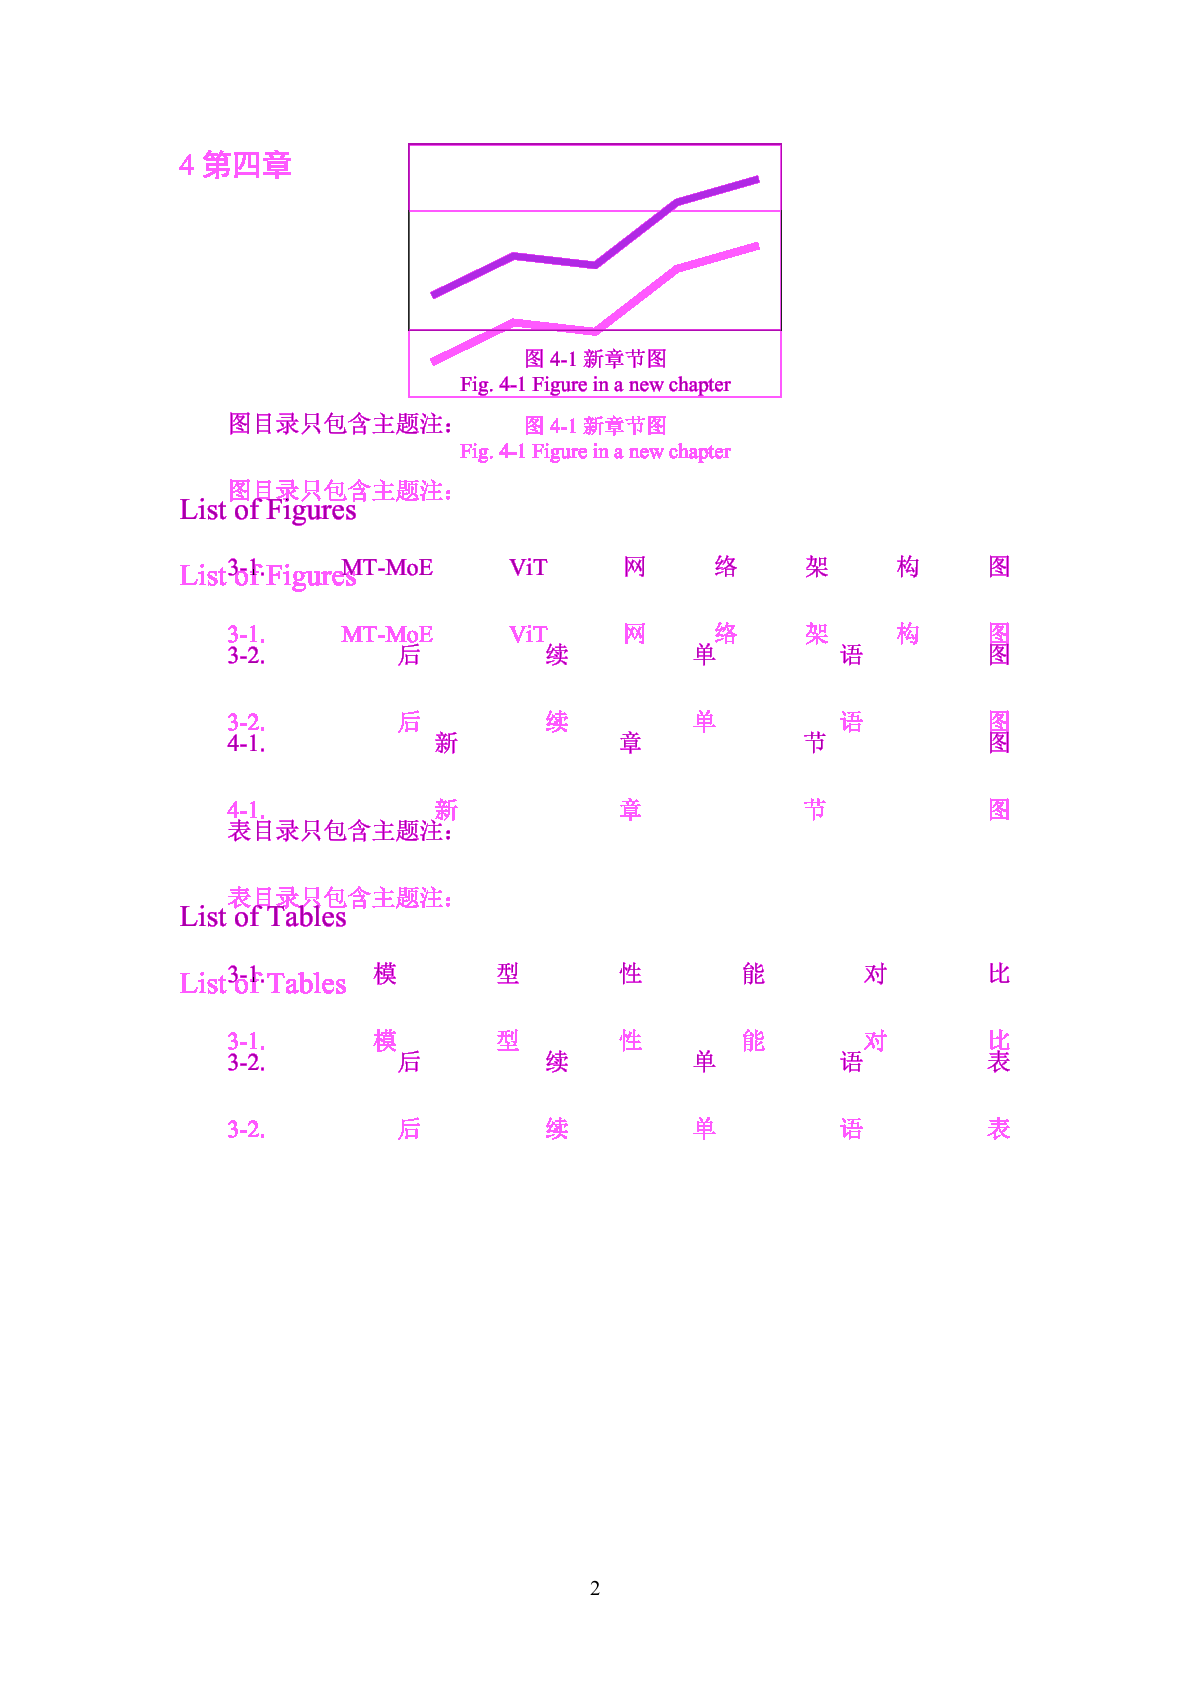 4 第四章
图 4-1 新章节图
Fig. 4-1 Figure in a new chapter
图目录只包含主题注：
图 4-1 新章节图
Fig. 4-1 Figure in a new chapter
图目录只包含主题注：
List of Figures
3-1. MT-MoE ViT 网络架构图
List of Figures
3-1. MT-MoE ViT 网络架构图
3-2. 后续单语图
3-2. 后续单语图
4-1. 新章节图
4-1. 新章节图
表目录只包含主题注：
表目录只包含主题注：
List of Tables
3-1. 模型性能对比
List of Tables
3-1. 模型性能对比
3-2. 后续单语表
3-2. 后续单语表
2